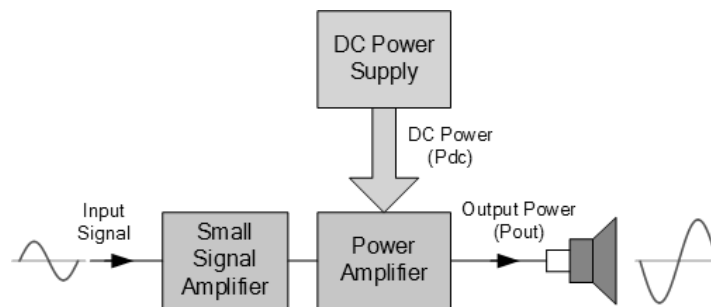 DC Power
Supply
DC Power
(Pdc)
Input
Signal
Small
Signal
Amplifier
Power
Amplifier
Output Power
(Pout)